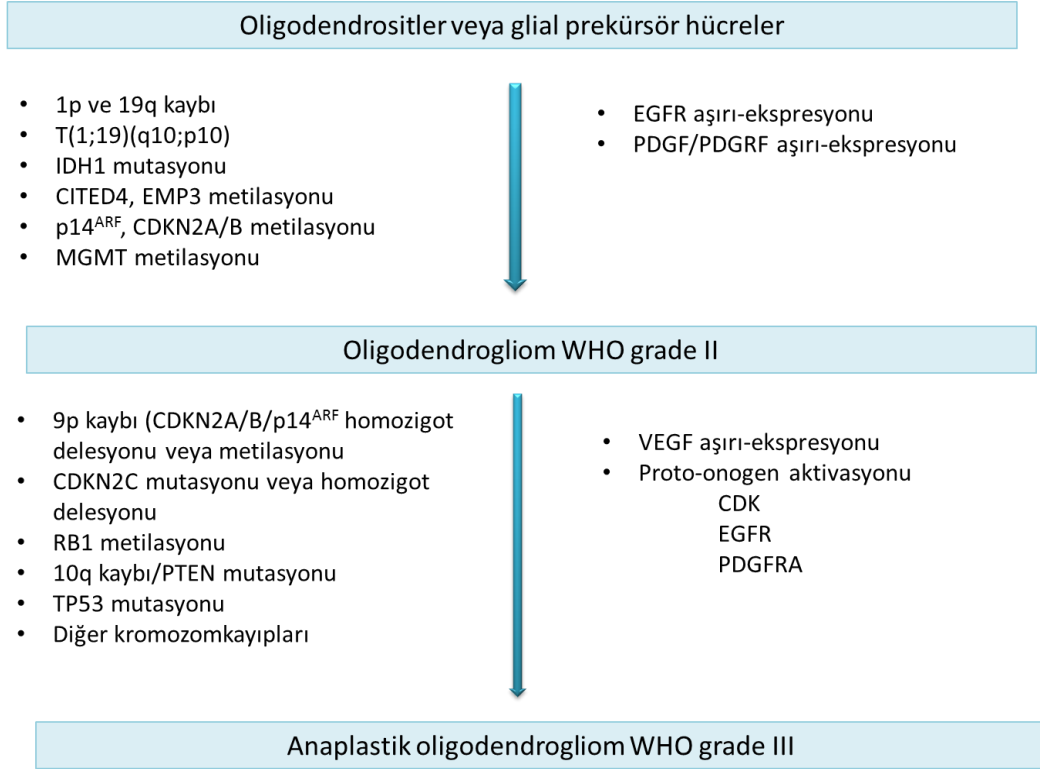 Oligodendrositler veya glial prekürsör hücreler
• 1p ve 19q kaybı
• T(1;19)(q10;p10)
• IDH1 mutasyonu
• CITED4, EMP3 metilasyonu
• p14ᴬᴿᶠ, CDKN2A/B metilasyonu
• MGMT metilasyonu
• EGFR aşırı-ekspresyonu
• PDGF/PDGRF aşırı-ekspresyonu
Oligodendrogliom WHO grade II
• 9p kaybı (CDKN2A/B/p14ᴬᴿᶠ homozigot
delesyonu veya metilasyonu
• CDKN2C mutasyonu veya homozigot
delesyonu
• RB1 metilasyonu
• 10q kaybı/PTEN mutasyonu
• TP53 mutasyonu
• Diğer kromozomkayıpları
• VEGF aşırı-ekspresyonu
• Proto-onogen aktivasyonu
CDK
EGFR
PDGFRA
Anaplastik oligodendrogliom WHO grade III